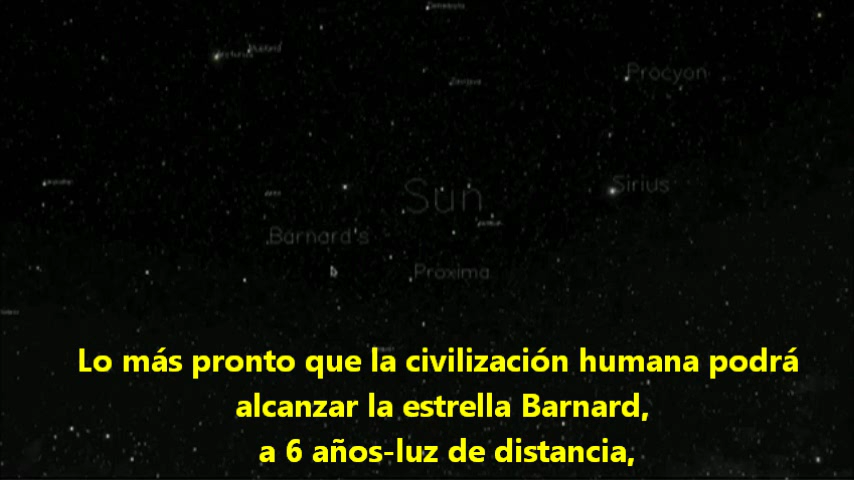 Procyon
Sun
Sirius
Barnard's
Proxima
Lo más pronto que la civilización humana podrá
alcanzar la estrella Barnard,
a 6 años-luz de distancia,